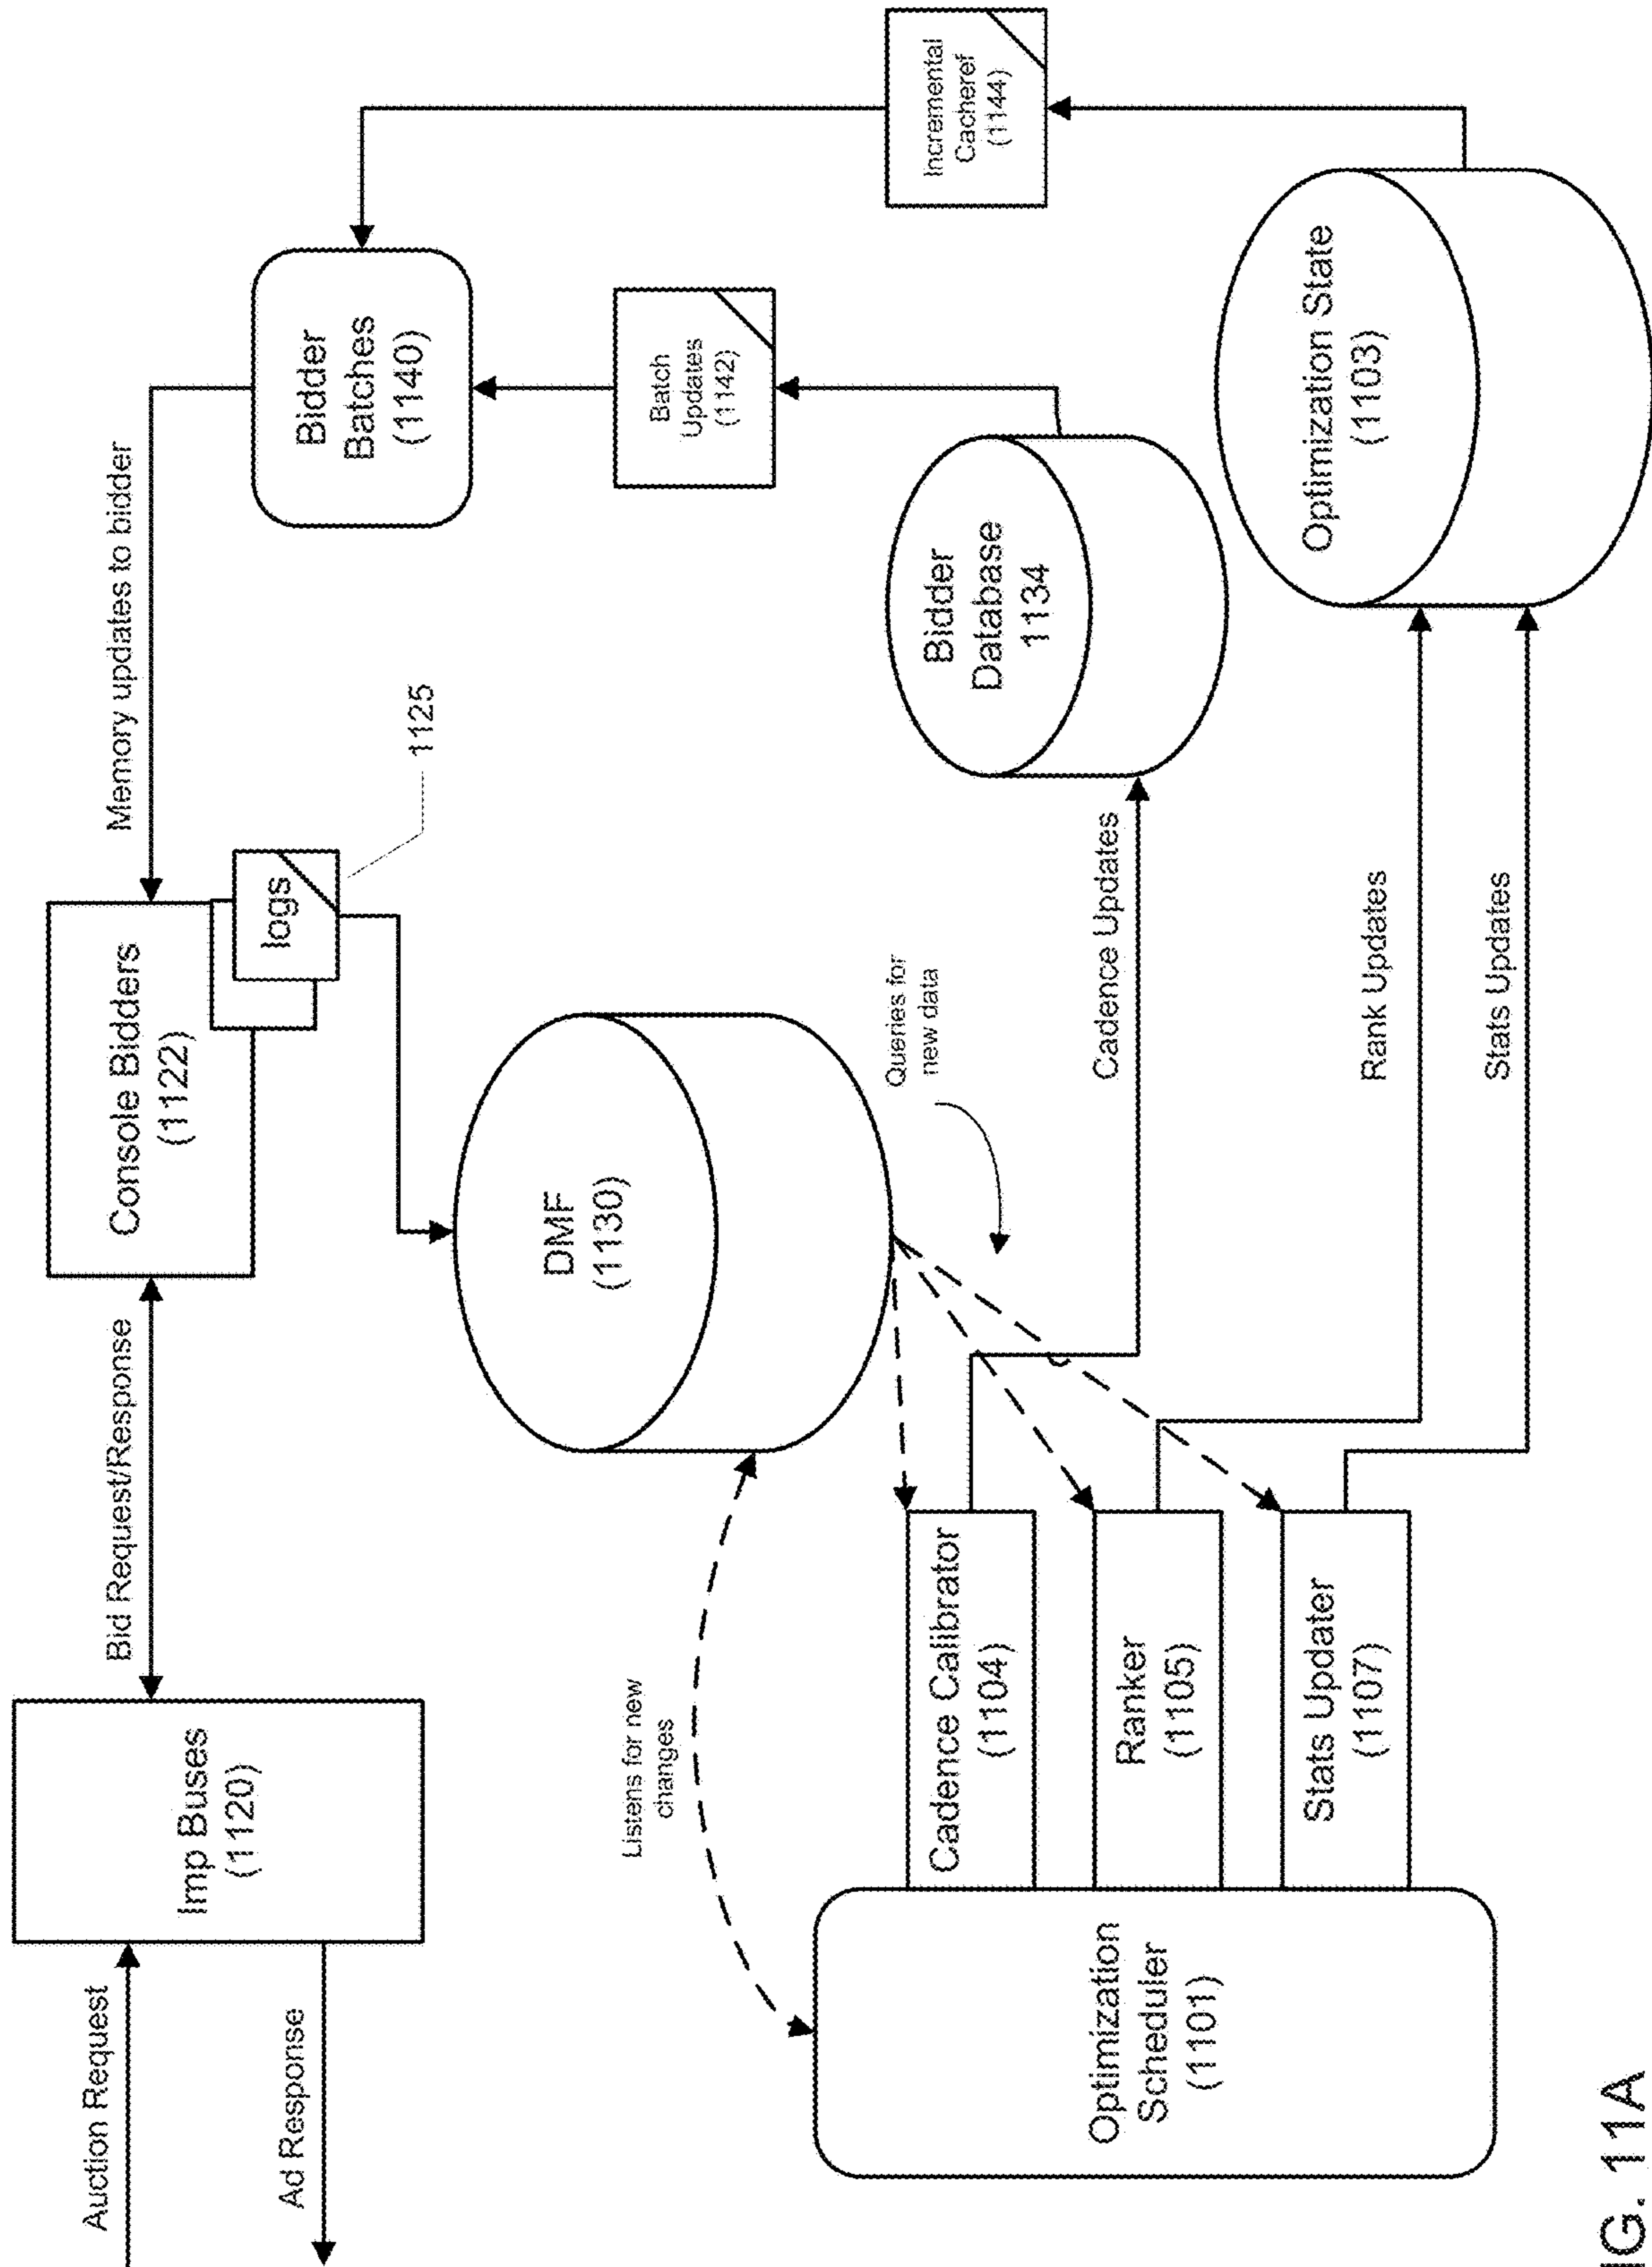 Auction Request
Ad Response
Imp Buses
(1120)
Bid Request/Response
Console Bidders
(1122)
logs
1125
Memory updates to bidder
Bidder
Batches
(1140)
Batch
Updates
(1142)
Incremental
Cacheref
(1144)
Listens for new
changes
DMF
(1130)
Queries for
new data
Bidder
Database
1134
Optimization
Scheduler
(1101)
Cadence Calibrator
(1104)
Ranker
(1105)
Stats Updater
(1107)
Cadence Updates
Rank Updates
Stats Updates
Optimization State
(1103)
IG. 11A